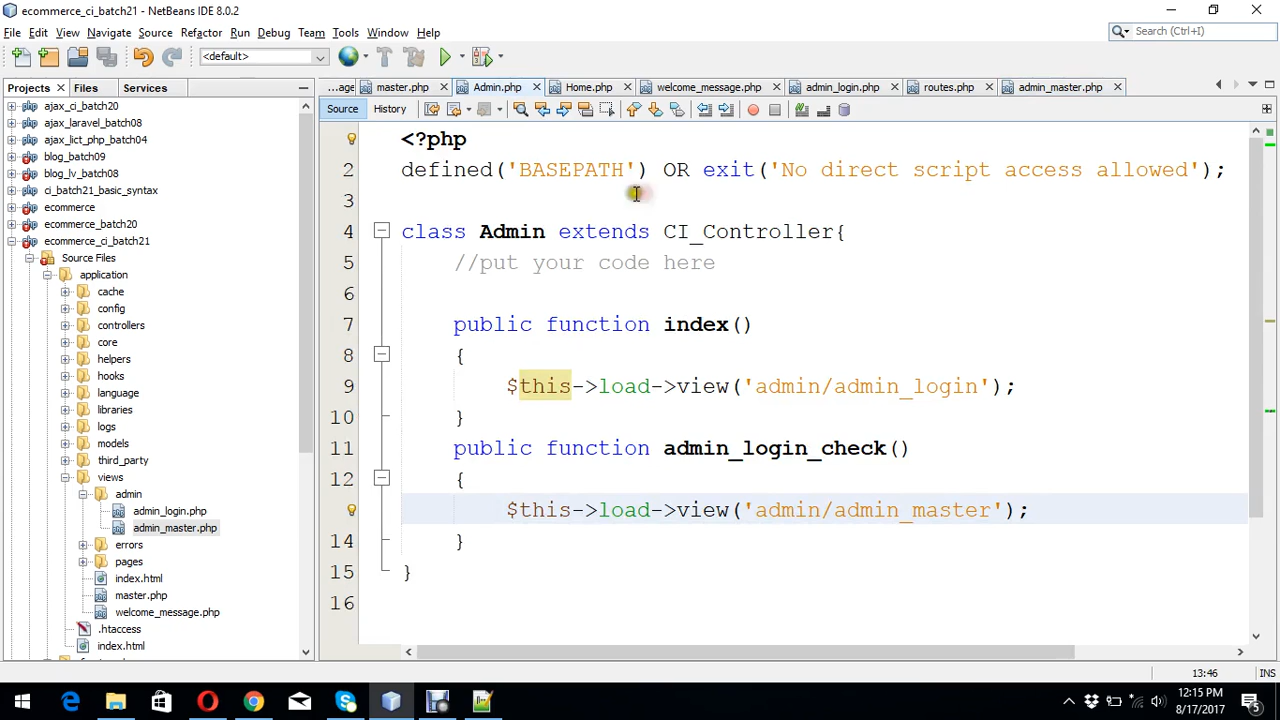 ecommerce_ci_batch21 - NetBeans IDE 8.0.2
File Edit View Navigate Source Refactor Run Debug Team Tools Window Help
Search (Ctrl+I)
<default>
Projects Files Services
...age master.php Admin.php Home.php welcome_message.php admin_login.php routes.php admin_master.php
Source History
ajax_ci_batch20
ajax_laravel_batch08
ajax_lict_php_batch04
blog_batch09
blog_lv_batch08
ci_batch21_basic_syntax
ecommerce
ecommerce_batch20
ecommerce_ci_batch21
Source Files
application
cache
config
controllers
core
helpers
hooks
language
libraries
logs
models
third_party
views
admin
admin_login.php
admin_master.php
errors
pages
index.html
master.php
welcome_message.php
.htaccess
index.html
<?php
2 defined('BASEPATH') OR exit('No direct script access allowed');
3
4 class Admin extends CI_Controller{
5 //put your code here
6
7 public function index()
8 {
9 $this->load->view('admin/admin_login');
10 }
11 public function admin_login_check()
12 {
$this->load->view('admin/admin_master');
14 }
15 }
16
13:46 INS
12:15 PM
8/17/2017
5